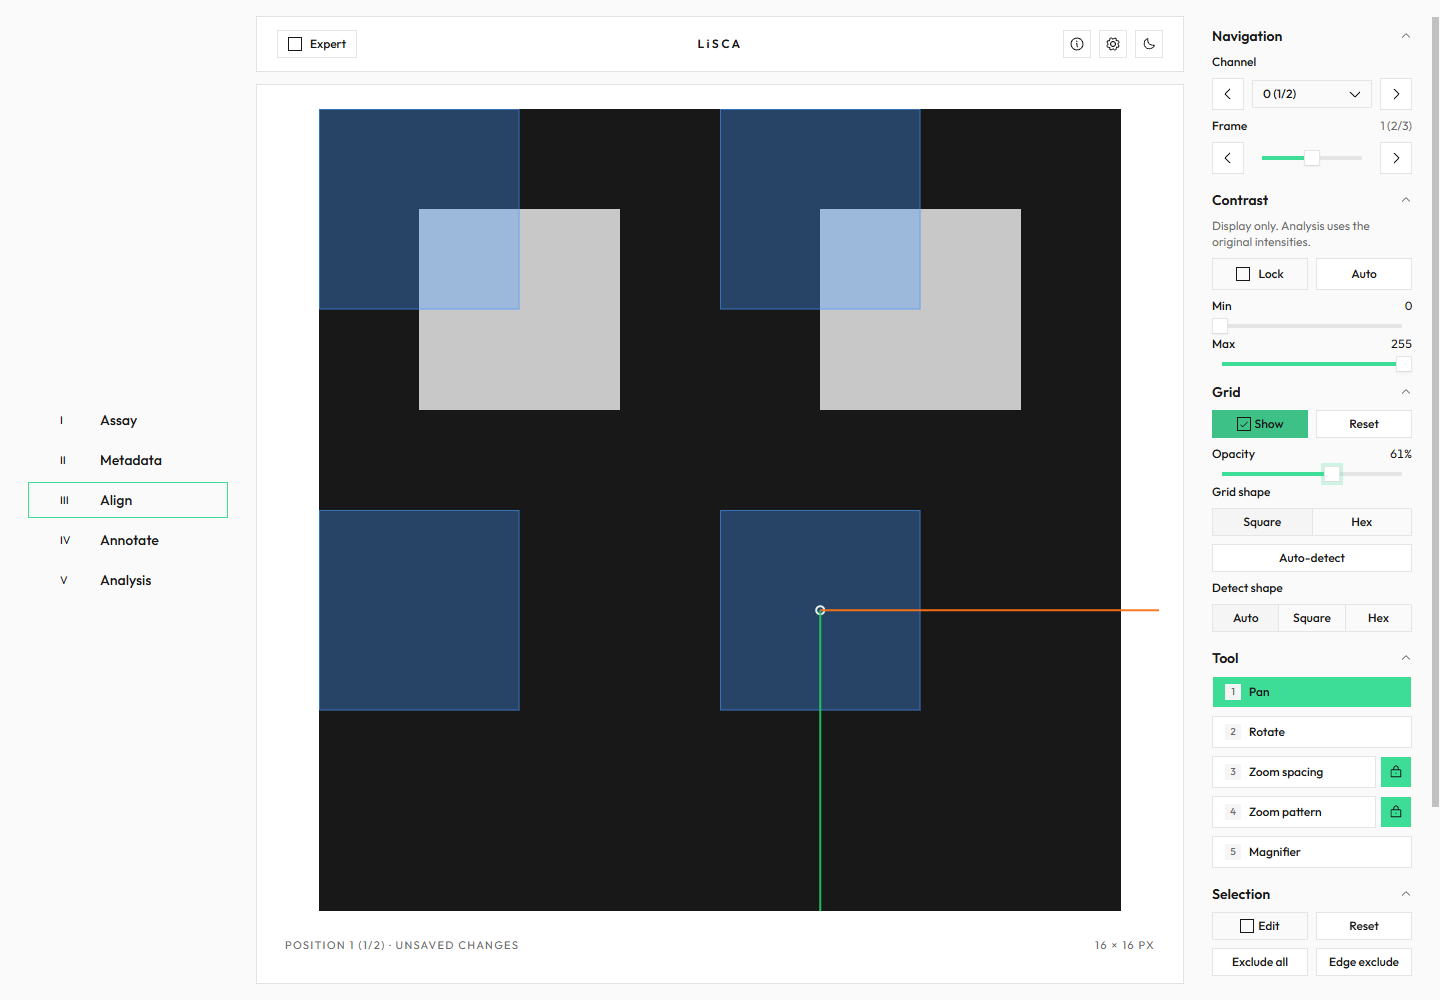 Expert
LiSCA
I Assay
II Metadata
III Align
IV Annotate
V Analysis
POSITION 1 (1/2) · UNSAVED CHANGES
16 × 16 PX
Navigation
Channel
0 (1/2)
Frame 1 (2/3)
Contrast
Display only. Analysis uses the
original intensities.
Lock Auto
Min 0
Max 255
Grid
Show Reset
Opacity 61%
Grid shape
Square Hex
Auto-detect
Detect shape
Auto Square Hex
Tool
1 Pan
2 Rotate
3 Zoom spacing
4 Zoom pattern
5 Magnifier
Selection
Edit Reset
Exclude all Edge exclude